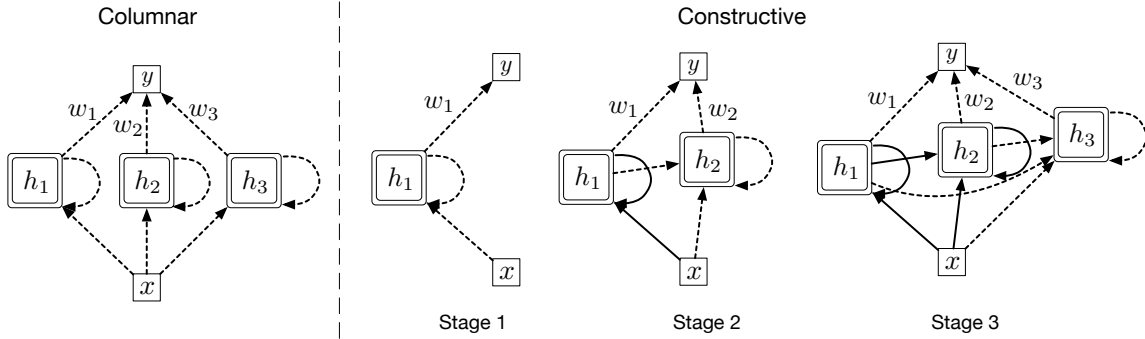 Columnar
Constructive
y
w₁
w₂
w₃
h₁
h₂
h₃
x
y
w₁
h₁
x
Stage 1
y
w₁
w₂
h₁
h₂
x
Stage 2
y
w₁
w₂
w₃
h₁
h₂
h₃
x
Stage 3